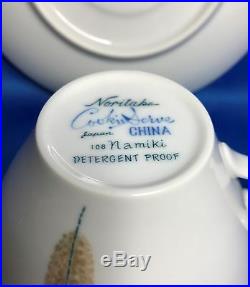 Noritake
Cook'n Serve
Japan CHINA
108 Namiki
DETERGENT PROOF